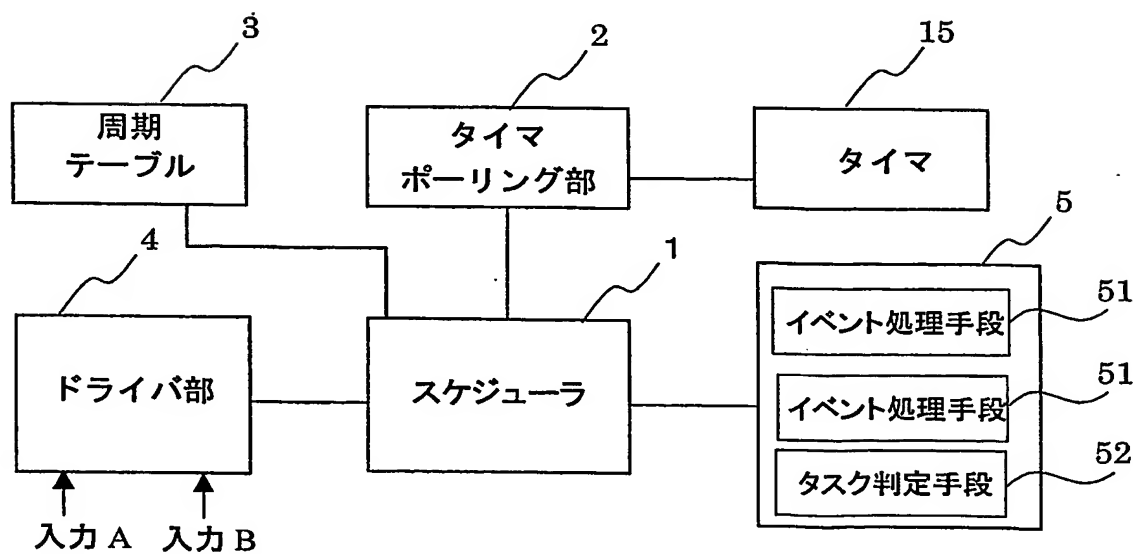 3
2
15
周期
テーブル
タイマ
ポーリング部
タイマ
4
1
5
ドライバ部
スケジューラ
イベント処理手段
51
イベント処理手段
51
タスク判定手段
52
入力 A
入力 B